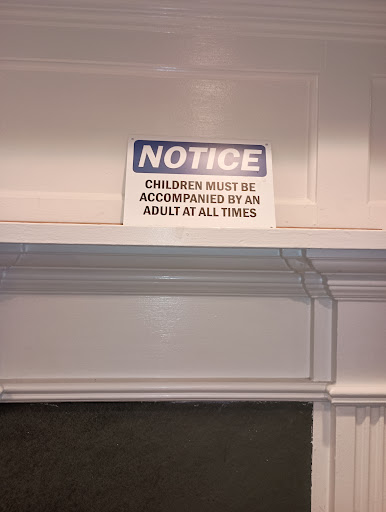 NOTICE
CHILDREN MUST BE
ACCOMPANIED BY AN
ADULT AT ALL TIMES